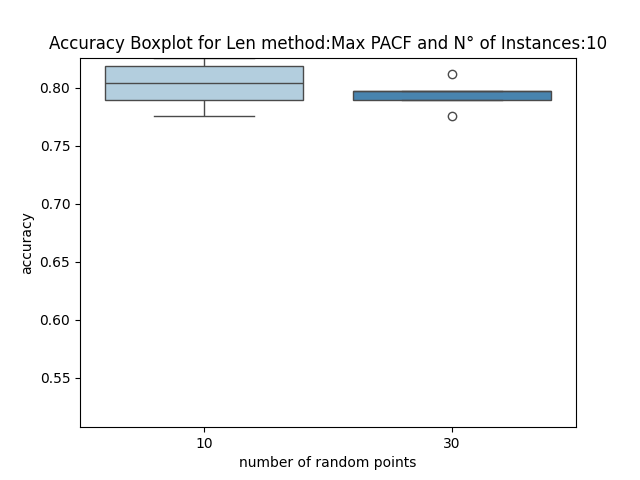 Accuracy Boxplot for Len method:Max PACF and N° of Instances:10
0.80
0.75
0.70
0.65
0.60
0.55
accuracy
10 30
number of random points